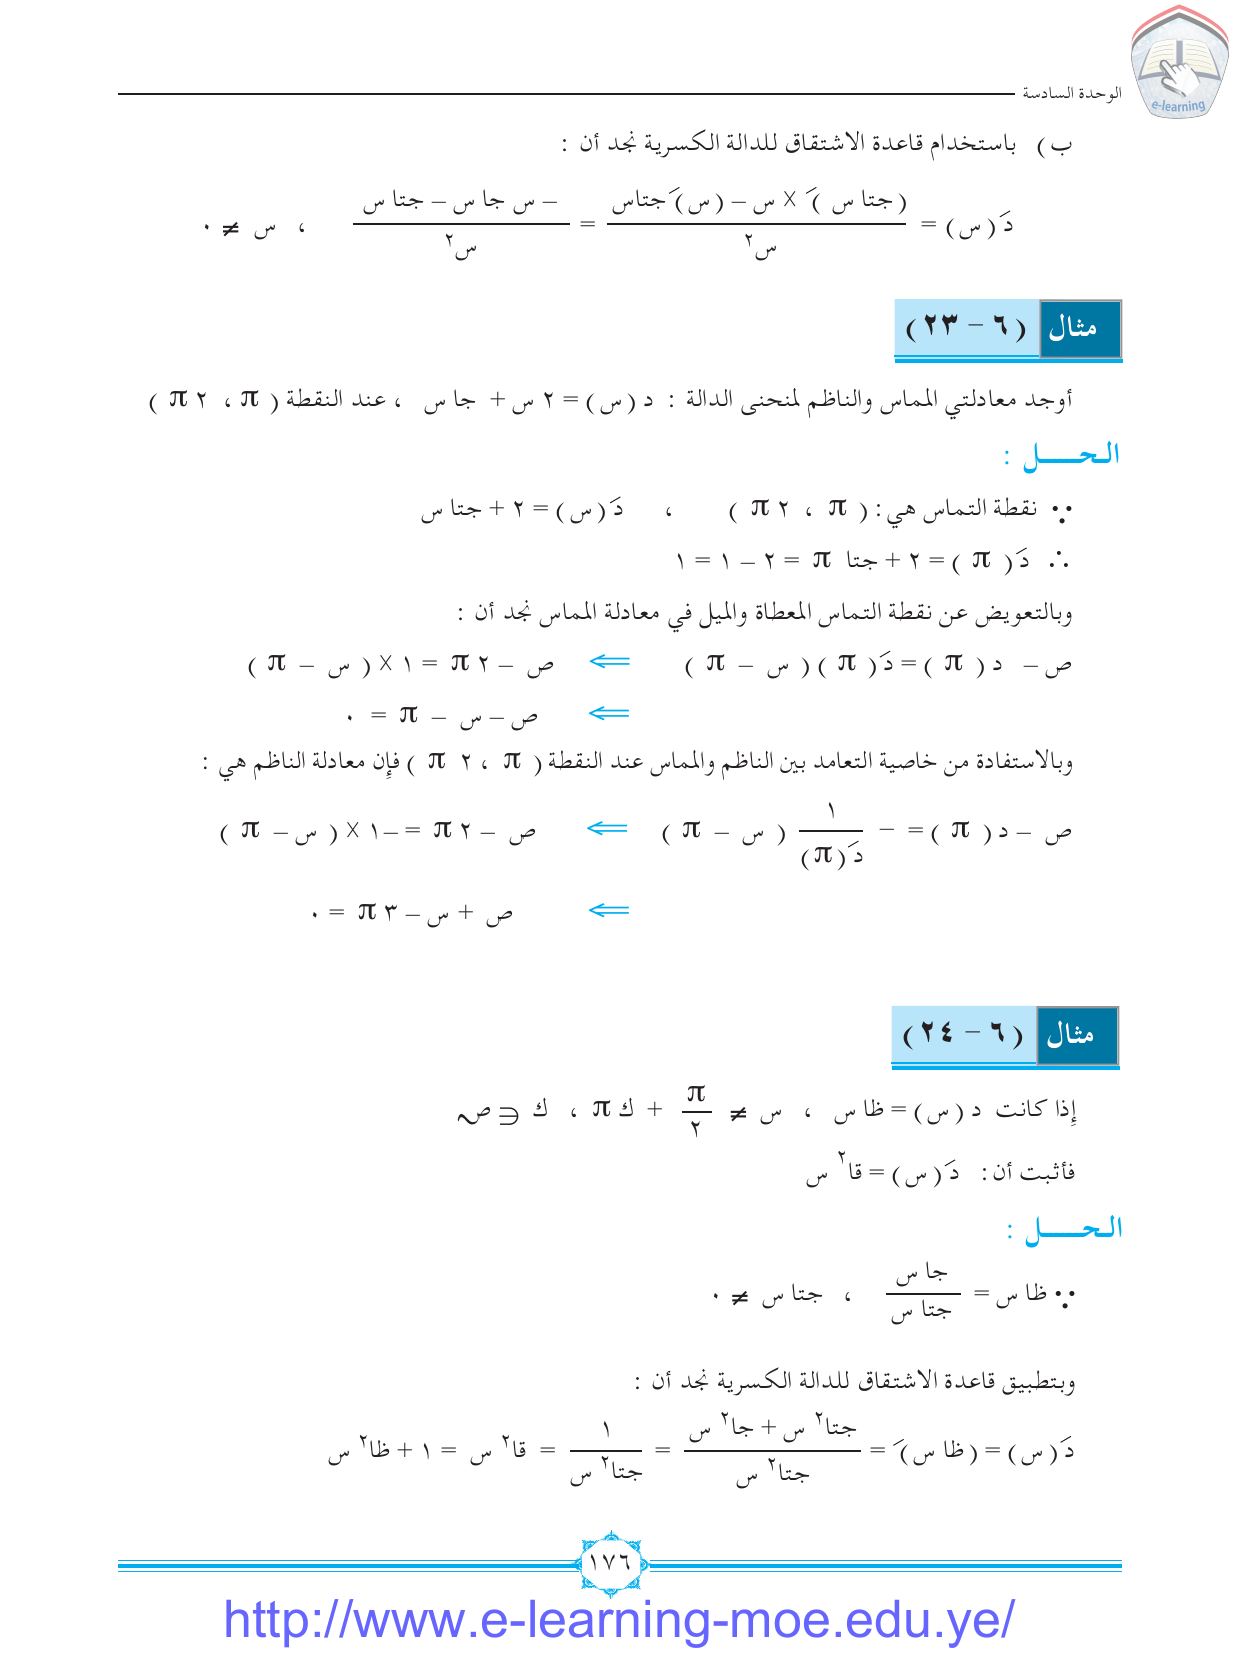 e-learning
الوحدة السادسة
ب) باستخدام قاعدة الاشتقاق للدالة الكسرية نجد أن :
دَ (س) = (جتا س )َ × س – (س)َ جتاس / س٢ = – س جا س – جتا س / س٢ ، س ≠ ٠
مثال (٦ – ٢٣)
أوجد معادلتي المماس والناظم لمنحنى الدالة : د (س) = ٢ س + جا س ، عند النقطة ( π ، ٢ π )
الحـــــل :
∵ نقطة التماس هي: ( π ، ٢ π ) ، دَ (س) = ٢ + جتا س
∴ دَ ( π ) = ٢ + جتا π = ٢ – ١ = ١
وبالتعويض عن نقطة التماس المعطاة والميل في معادلة المماس نجد أن :
ص – د ( π ) = دَ ( π ) ( س – π ) ⇐ ص – ٢ π = ١ × ( س – π )
⇐ ص – س – π = ٠
وبالاستفادة من خاصية التعامد بين الناظم والمماس عند النقطة ( π ، ٢ π ) فإن معادلة الناظم هي :
ص – د ( π ) = – ١ / دَ (π) ( س – π ) ⇐ ص – ٢ π = –١ × ( س – π )
⇐ ص + س – ٣ π = ٠
مثال (٦ – ٢٤)
إذا كانت د (س) = ظا س ، س ≠ π / ٢ + ك π ، ك ∋ صـ
فأثبت أن: دَ (س) = قا٢ س
الحـــــل :
∵ ظا س = جا س / جتا س ، جتا س ≠ ٠
وبتطبيق قاعدة الاشتقاق للدالة الكسرية نجد أن :
دَ (س) = (ظا س)َ = جتا٢ س + جا٢ س / جتا٢ س = ١ / جتا٢ س = قا٢ س = ١ + ظا٢ س
١٧٦
http://www.e-learning-moe.edu.ye/